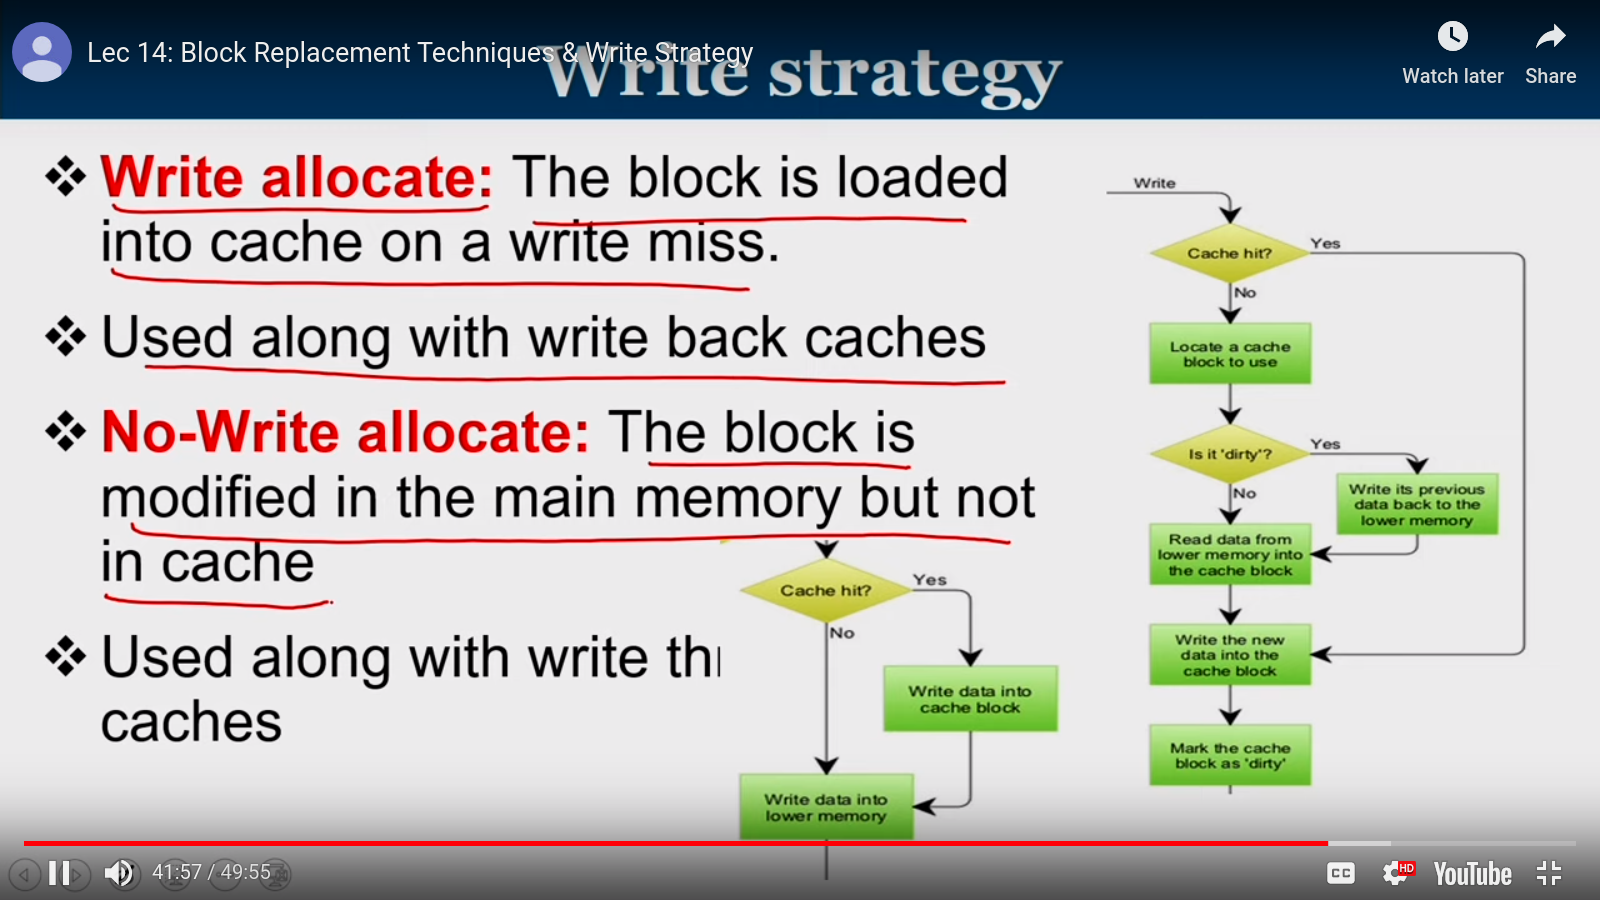 Lec 14: Block Replacement Techniques & Write Strategy
Write strategy
Watch later
Share
Write allocate: The block is loaded
into cache on a write miss.
Used along with write back caches
No-Write allocate: The block is
modified in the main memory but not
in cache
Used along with write
caches
Cache hit?
Yes
No
Write data into
cache block
Write data into
lower memory
Write
Cache hit?
Yes
No
Locate a cache
block to use
Is it 'dirty'?
Yes
No
Write its previous
data back to the
lower memory
Read data from
lower memory into
the cache block
Write the new
data into the
cache block
Mark the cache
block as 'dirty'
41:57 / 49:55
CC
HD
YouTube